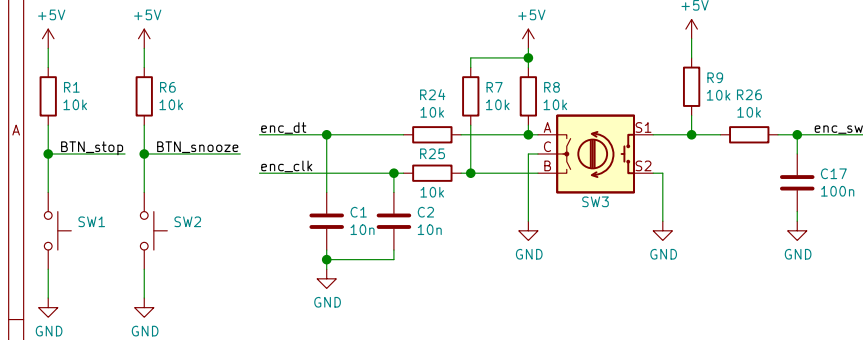 +5V
+5V
+5V
+5V
R1
10k
R6
10k
R7
10k
R8
10k
R9
10k
R24
10k
R26
10k
A
BTN_stop
BTN_snooze
enc_dt
enc_clk
R25
10k
A
C
B
S1
S2
SW3
enc_sw
C17
100n
SW1
SW2
C1
10n
C2
10n
GND
GND
GND
GND
GND
GND